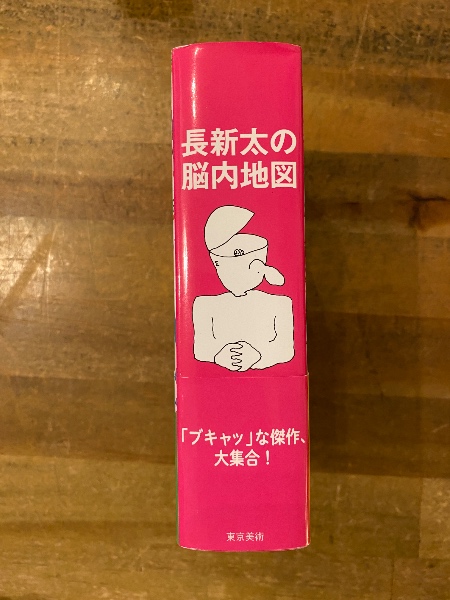 長新太の
脳内地図
「ブキャッ」な傑作、
大集合！
東京美術